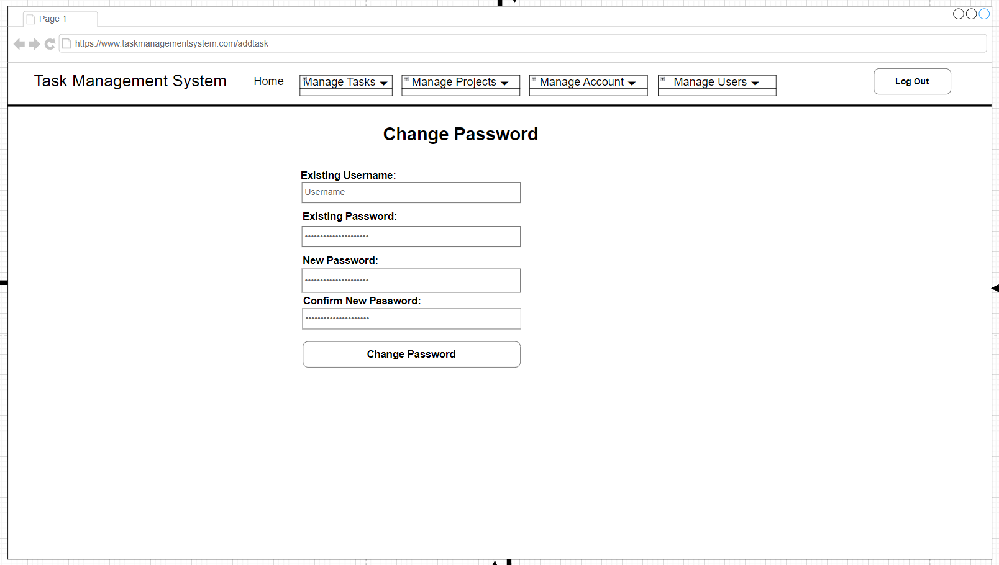 Page 1
https://www.taskmanagementsystem.com/addtask
Task Management System Home Manage Tasks Manage Projects Manage Account Manage Users Log Out
Change Password
Existing Username:
Username
Existing Password:
•••••••••••••••••••••
New Password:
•••••••••••••••••••••
Confirm New Password:
•••••••••••••••••••••
Change Password